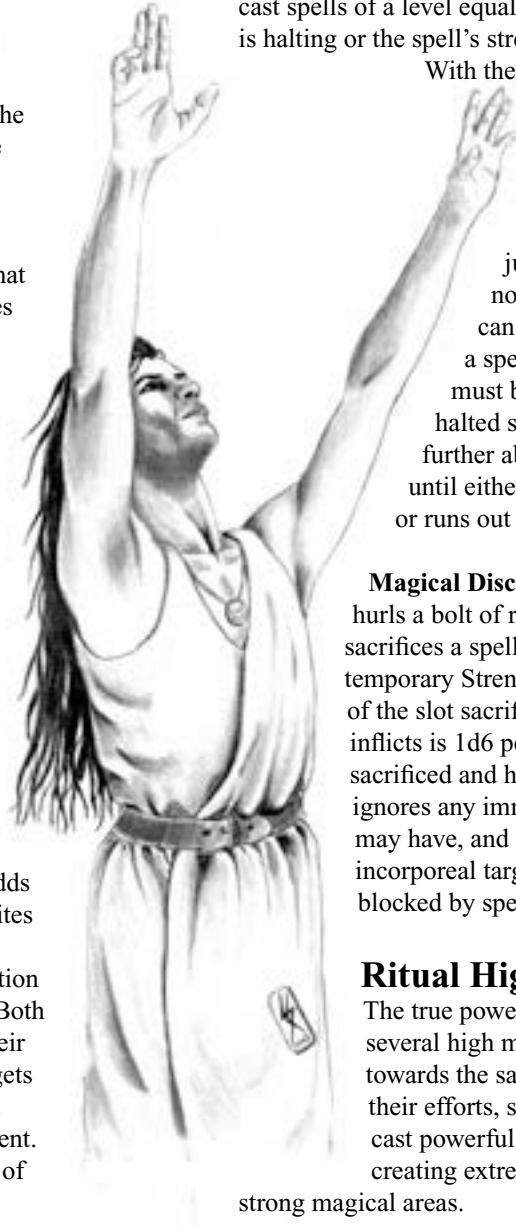 he
hat
es
dds
ites
tion
Both
eir
gets
ent.
of
cast spells of a level equal
is halting or the spell’s stre
With the
ju
no
can
a spe
must b
halted s
further ab
until eithe
or runs out
Magical Disc
hurls a bolt of r
sacrifices a spell
temporary Stren
of the slot sacrif
inflicts is 1d6 pe
sacrificed and h
ignores any imm
may have, and
incorporeal targ
blocked by spe
Ritual Hig
The true powe
several high m
towards the sa
their efforts, s
cast powerful
creating extre
strong magical areas.